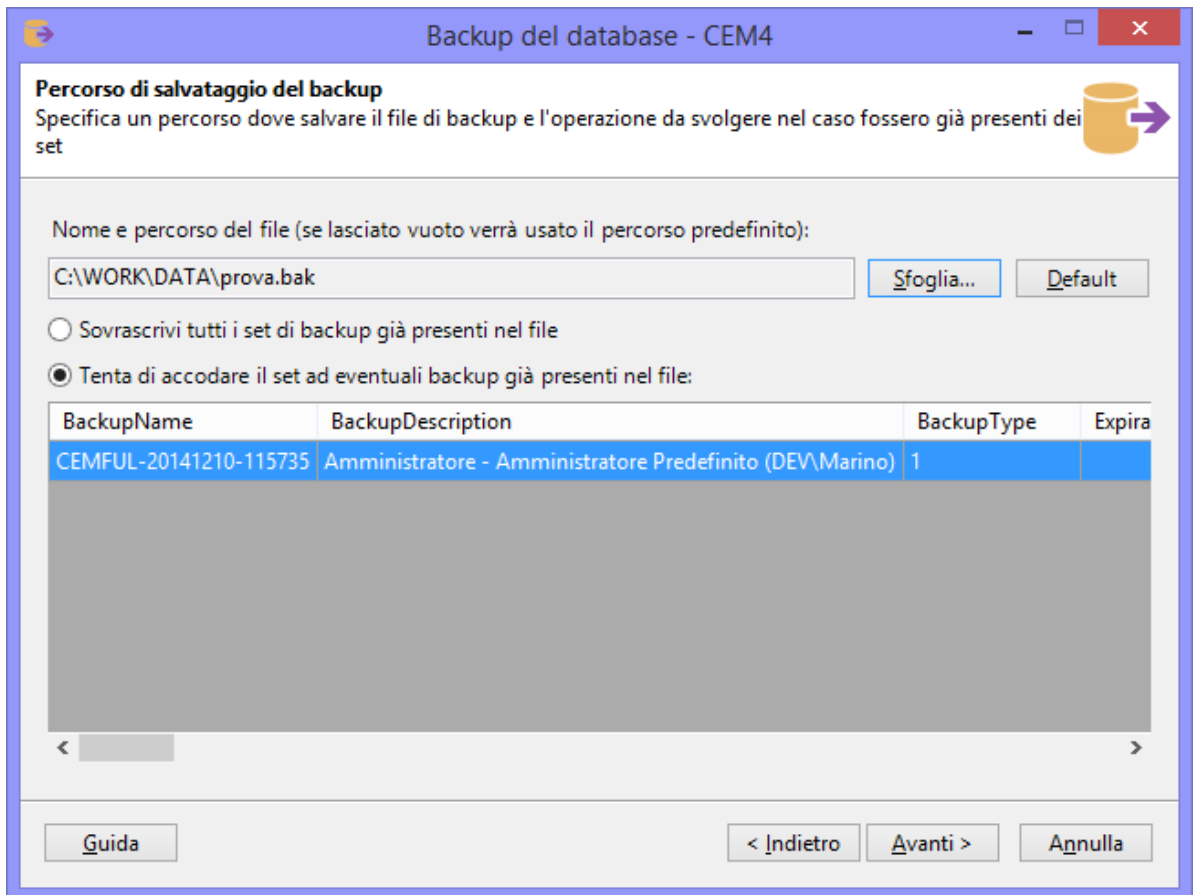 Backup del database - CEM4
Percorso di salvataggio del backup
Specifica un percorso dove salvare il file di backup e l'operazione da svolgere nel caso fossero già presenti dei
set
Nome e percorso del file (se lasciato vuoto verrà usato il percorso predefinito):
C:\WORK\DATA\prova.bak Sfoglia... Default
Sovrascrivi tutti i set di backup già presenti nel file
Tenta di accodare il set ad eventuali backup già presenti nel file:
BackupName BackupDescription BackupType Expira
CEMFUL-20141210-115735 Amministratore - Amministratore Predefinito (DEV\Marino) 1
Guida < Indietro Avanti > Annulla